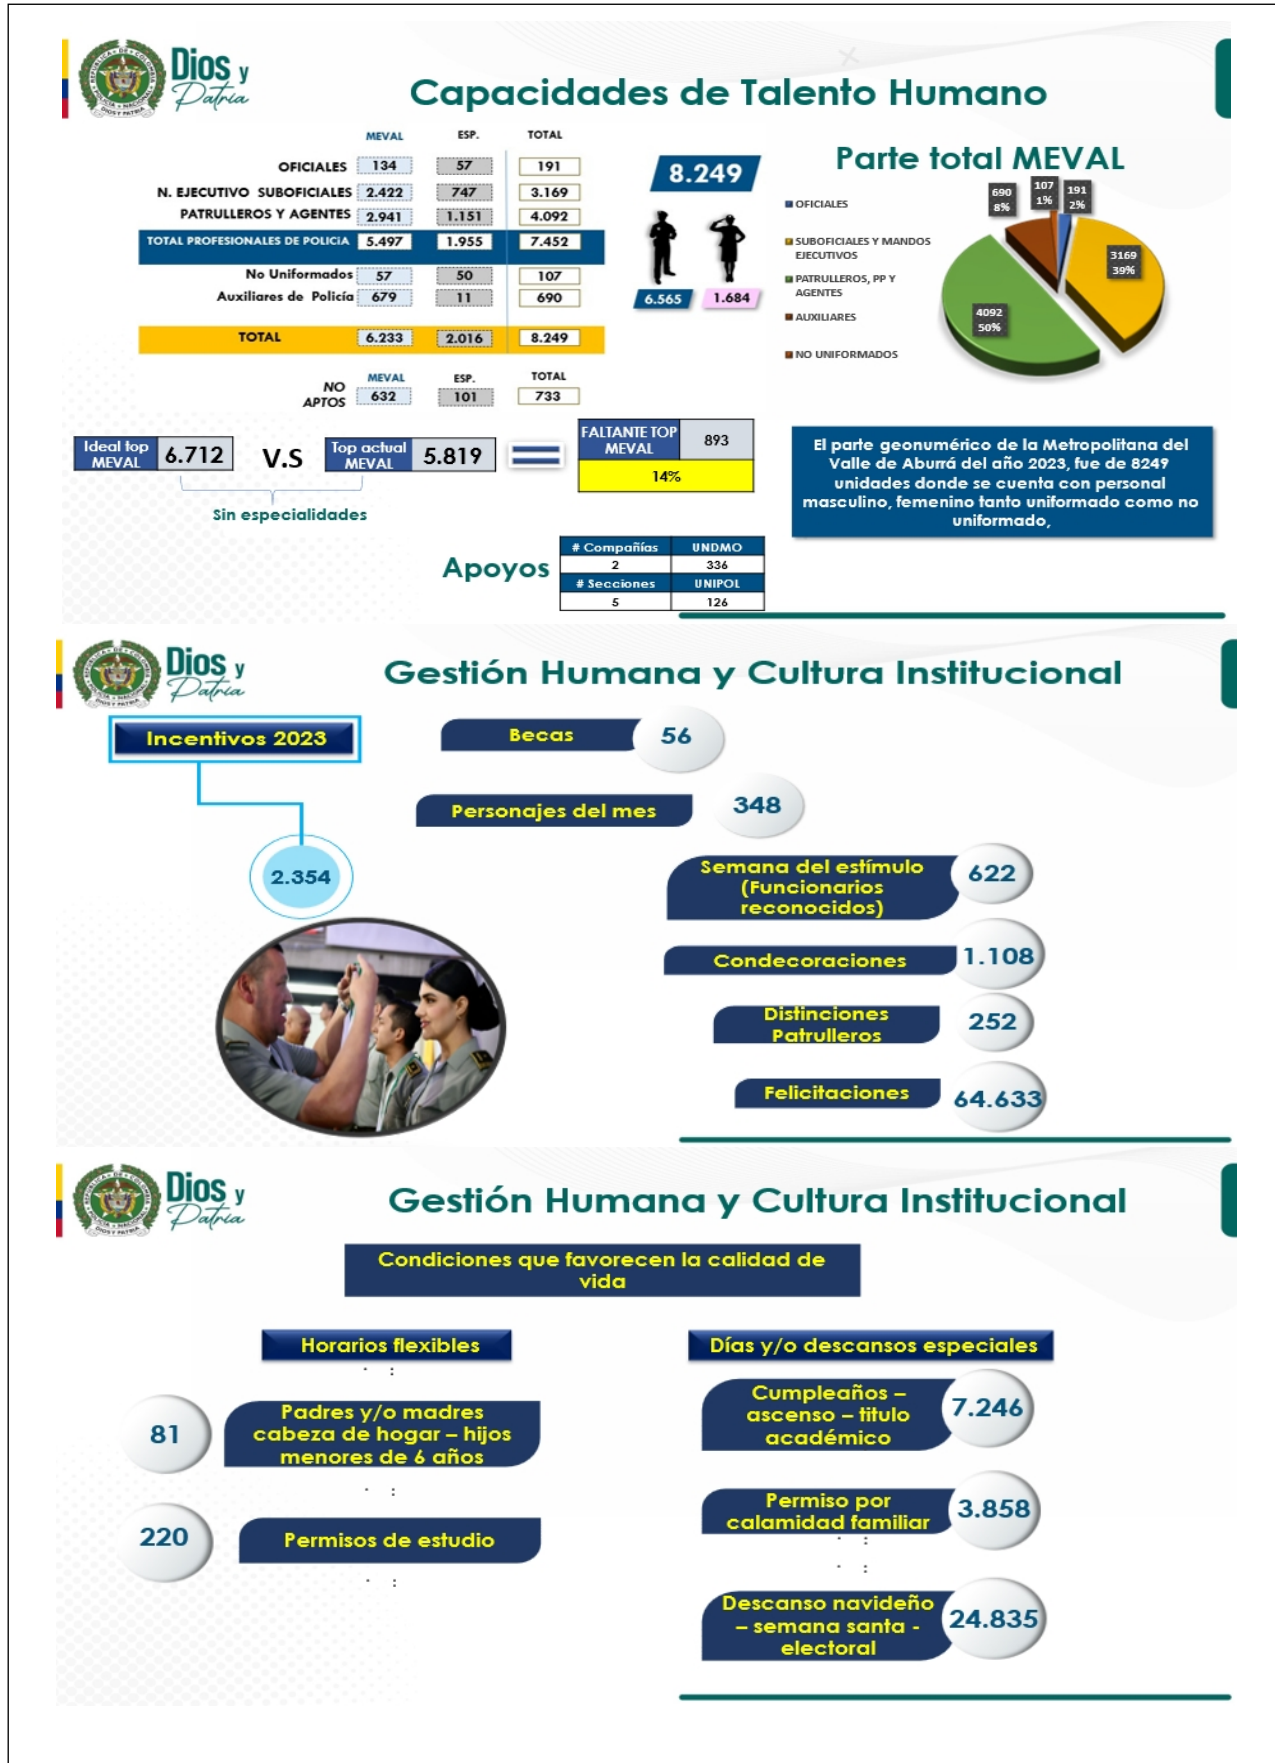 Dios y
Patria
Capacidades de Talento Humano
MEVAL ESP. TOTAL
OFICIALES 134 57 191
N. EJECUTIVO SUBOFICIALES 2.422 747 3.169
PATRULLEROS Y AGENTES 2.941 1.151 4.092
TOTAL PROFESIONALES DE POLICíA 5.497 1.955 7.452
No Uniformados 57 50 107
Auxiliares de Policía 679 11 690
TOTAL 6.233 2.016 8.249
MEVAL ESP. TOTAL
NO
APTOS 632 101 733
8.249
6.565 1.684
Parte total MEVAL
OFICIALES
SUBOFICIALES Y MANDOS
EJECUTIVOS
PATRULLEROS, PP Y
AGENTES
AUXILIARES
NO UNIFORMADOS
690
8%
107
1%
191
2%
3169
39%
4092
50%
Ideal top
MEVAL 6.712
V.S
Top actual
MEVAL 5.819
FALTANTE TOP
MEVAL 893
14%
Sin especialidades
El parte geonumérico de la Metropolitana del
Valle de Aburrá del año 2023, fue de 8249
unidades donde se cuenta con personal
masculino, femenino tanto uniformado como no
uniformado,
Apoyos
# Compañías UNDMO
2 336
# Secciones UNIPOL
5 126
Dios y
Patria
Gestión Humana y Cultura Institucional
Incentivos 2023
2.354
Becas 56
Personajes del mes 348
Semana del estímulo
(Funcionarios
reconocidos)
622
Condecoraciones 1.108
Distinciones
Patrulleros
252
Felicitaciones 64.633
Dios y
Patria
Gestión Humana y Cultura Institucional
Condiciones que favorecen la calidad de
vida
Horarios flexibles
81
Padres y/o madres
cabeza de hogar – hijos
menores de 6 años
220 Permisos de estudio
Días y/o descansos especiales
Cumpleaños –
ascenso – titulo
académico
7.246
Permiso por
calamidad familiar
3.858
Descanso navideño
– semana santa -
electoral
24.835